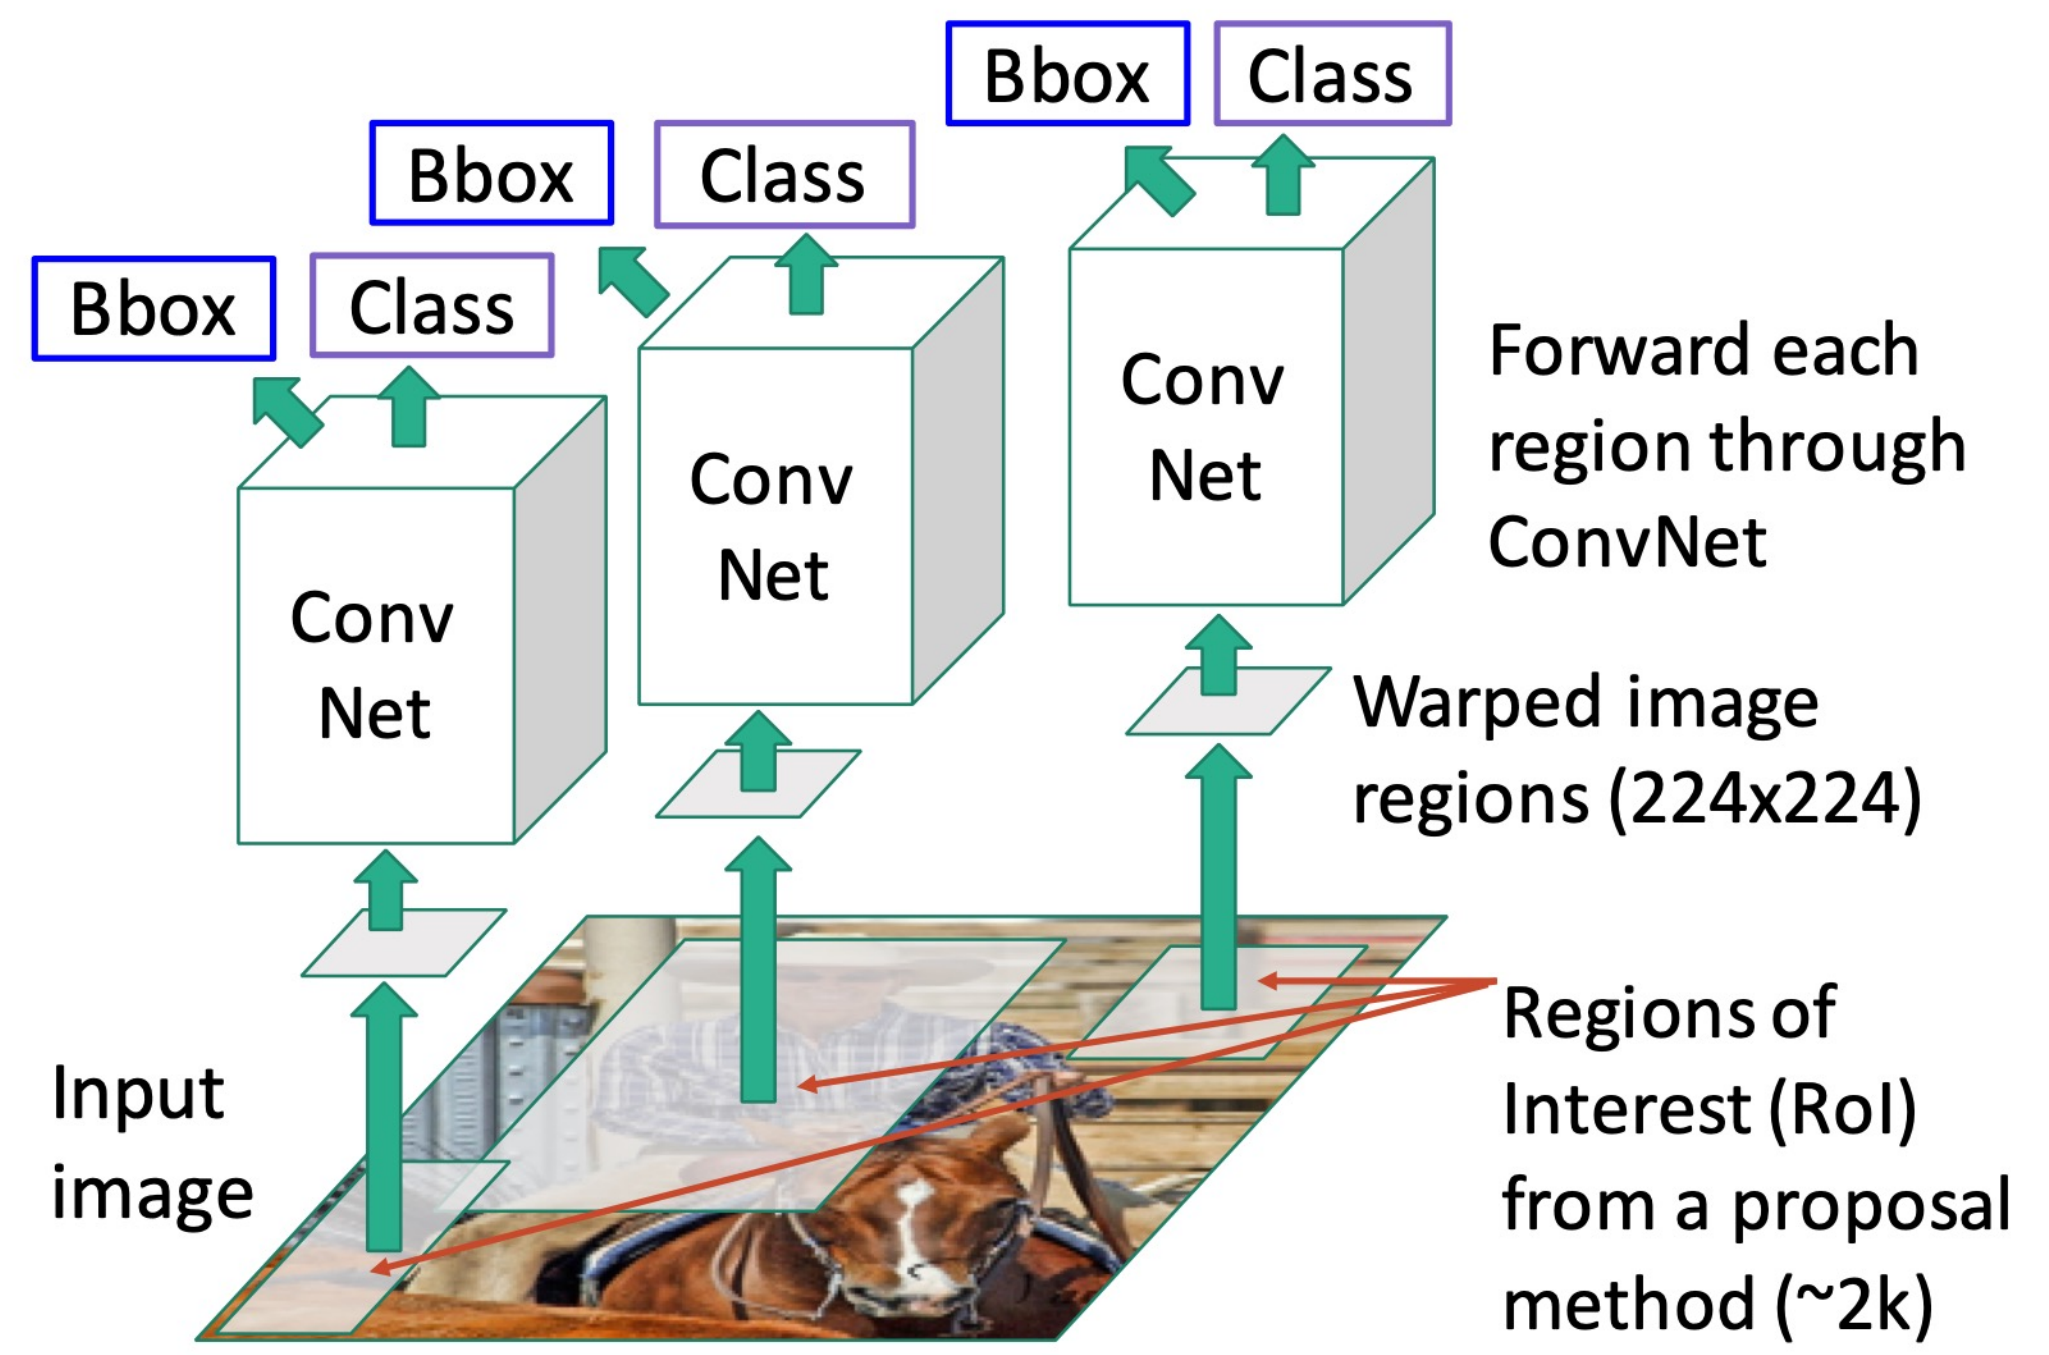 Bbox
Class
Bbox
Class
Bbox
Class
Conv
Net
Conv
Net
Conv
Net
Forward each
region through
ConvNet
Warped image
regions (224x224)
Input
image
Regions of
Interest (RoI)
from a proposal
method (~2k)